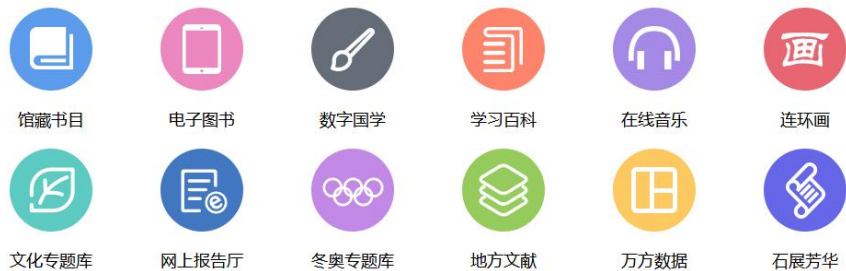 画
馆藏书目 电子图书 数字国学 学习百科 在线音乐 连环画
e
文化专题库 网上报告厅 冬奥专题库 地方文献 万方数据 石展芳华